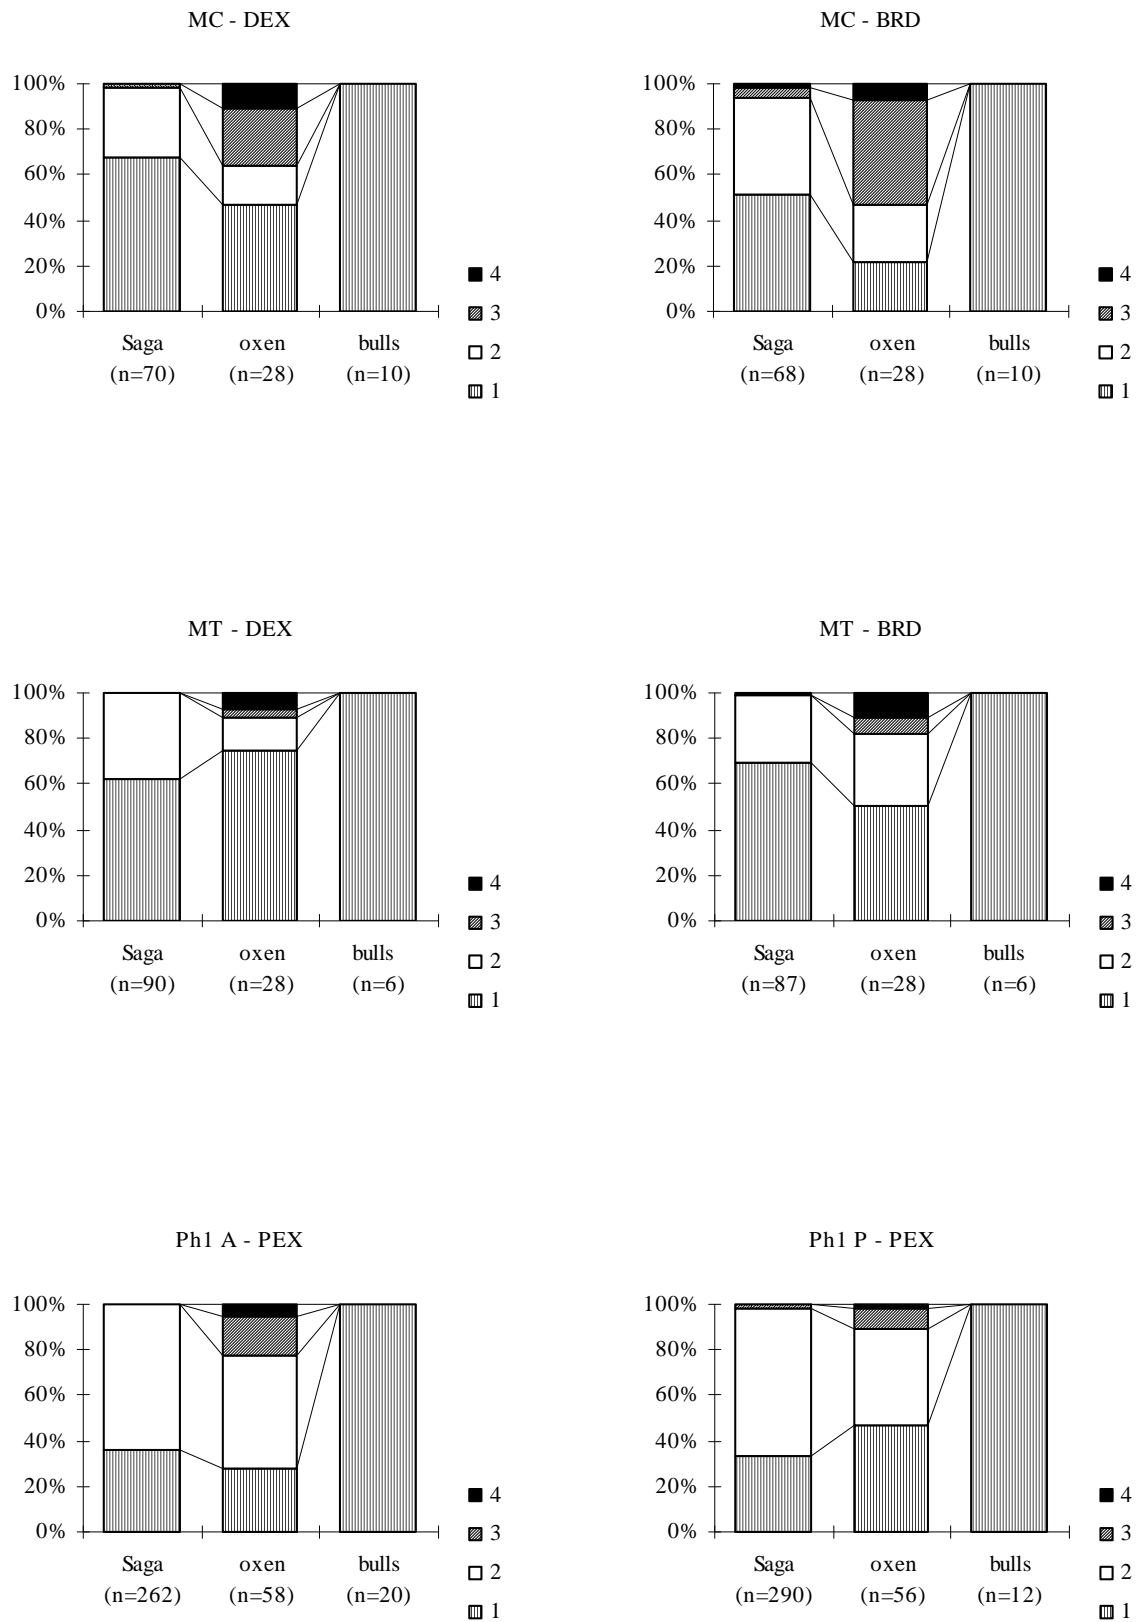 MC - DEX
100%
80%
60%
40%
20%
0%
Saga
(n=70)
oxen
(n=28)
bulls
(n=10)
4
3
2
1
MC - BRD
100%
80%
60%
40%
20%
0%
Saga
(n=68)
oxen
(n=28)
bulls
(n=10)
4
3
2
1
MT - DEX
100%
80%
60%
40%
20%
0%
Saga
(n=90)
oxen
(n=28)
bulls
(n=6)
4
3
2
1
MT - BRD
100%
80%
60%
40%
20%
0%
Saga
(n=87)
oxen
(n=28)
bulls
(n=6)
4
3
2
1
Ph1 A - PEX
100%
80%
60%
40%
20%
0%
Saga
(n=262)
oxen
(n=58)
bulls
(n=20)
4
3
2
1
Ph1 P - PEX
100%
80%
60%
40%
20%
0%
Saga
(n=290)
oxen
(n=56)
bulls
(n=12)
4
3
2
1